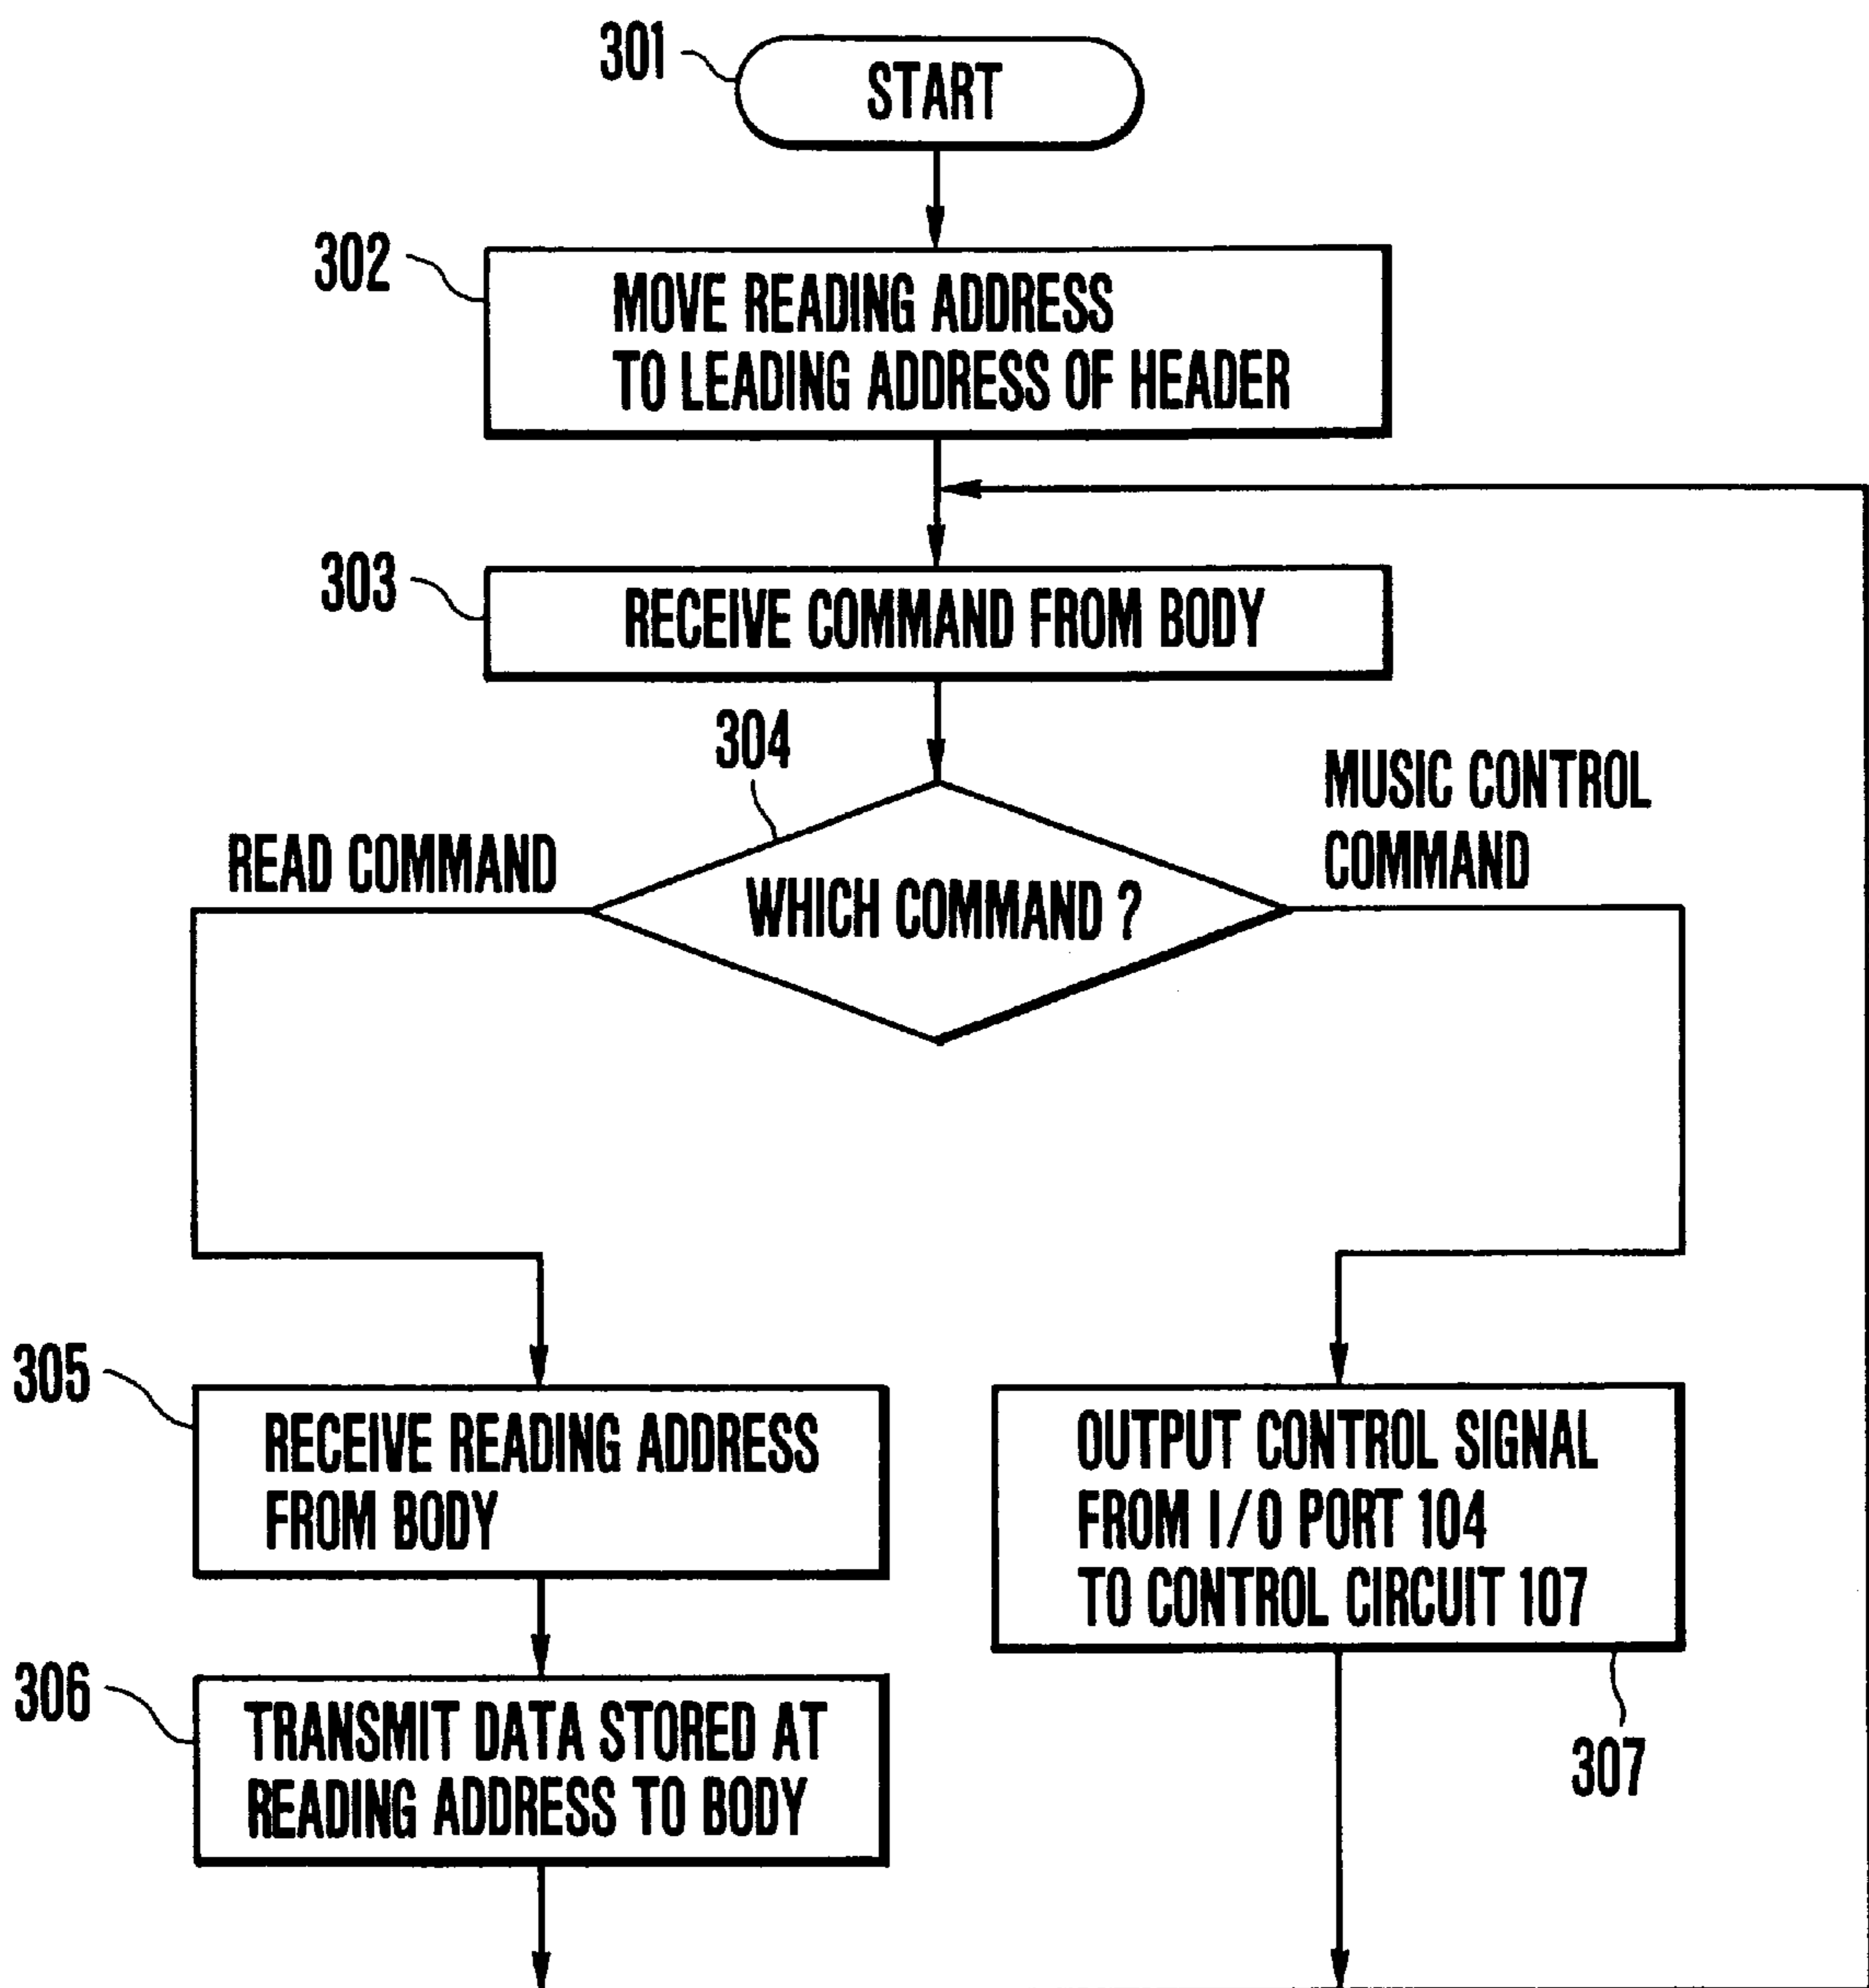 301
START
302
MOVE READING ADDRESS
TO LEADING ADDRESS OF HEADER
303
RECEIVE COMMAND FROM BODY
304
READ COMMAND
WHICH COMMAND ?
MUSIC CONTROL
COMMAND
305
RECEIVE READING ADDRESS
FROM BODY
OUTPUT CONTROL SIGNAL
FROM I/O PORT 104
TO CONTROL CIRCUIT 107
306
TRANSMIT DATA STORED AT
READING ADDRESS TO BODY
307